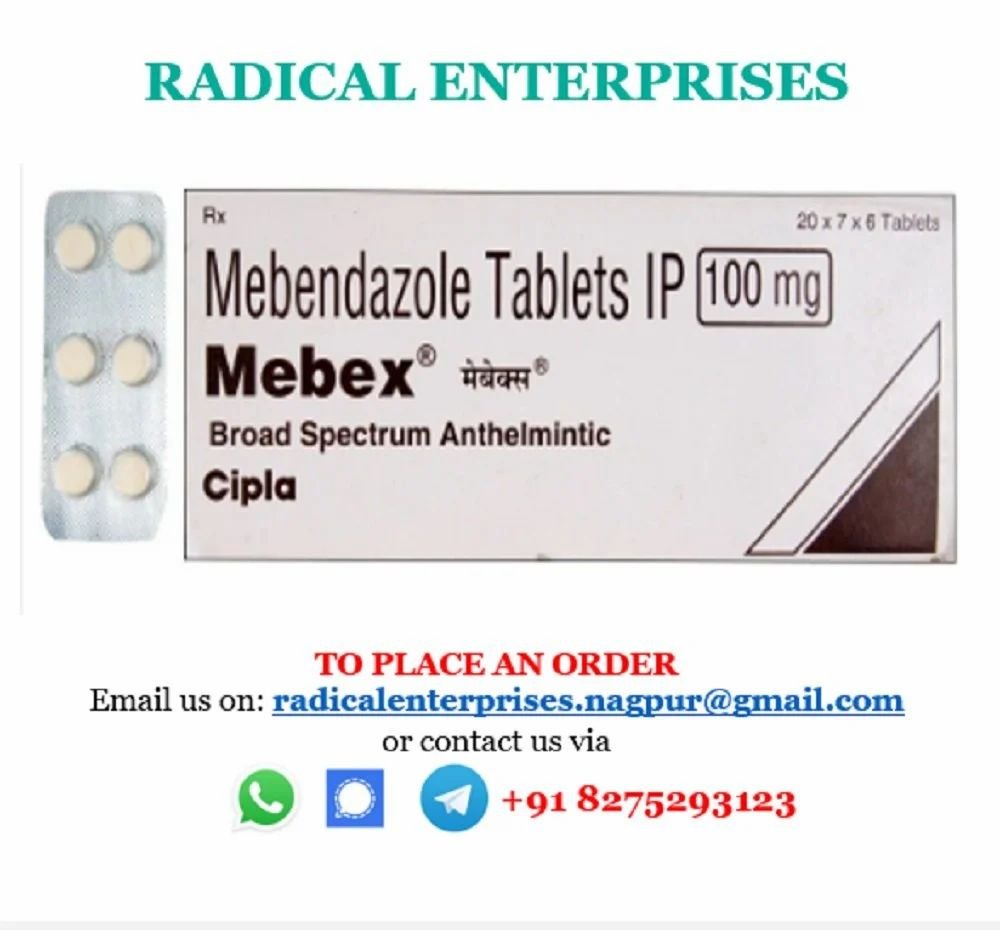 RADICAL ENTERPRISES
Rx
20 x 7 x 6 Tablets
Mebendazole Tablets IP 100 mg
Mebex® मेबेक्स®
Broad Spectrum Anthelmintic
Cipla
TO PLACE AN ORDER
Email us on: radicalenterprises.nagpur@gmail.com
or contact us via
+91 8275293123